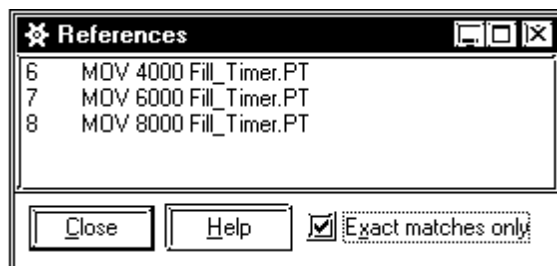 References
6 MOV 4000 Fill_Timer.PT
7 MOV 6000 Fill_Timer.PT
8 MOV 8000 Fill_Timer.PT
Close Help Exact matches only